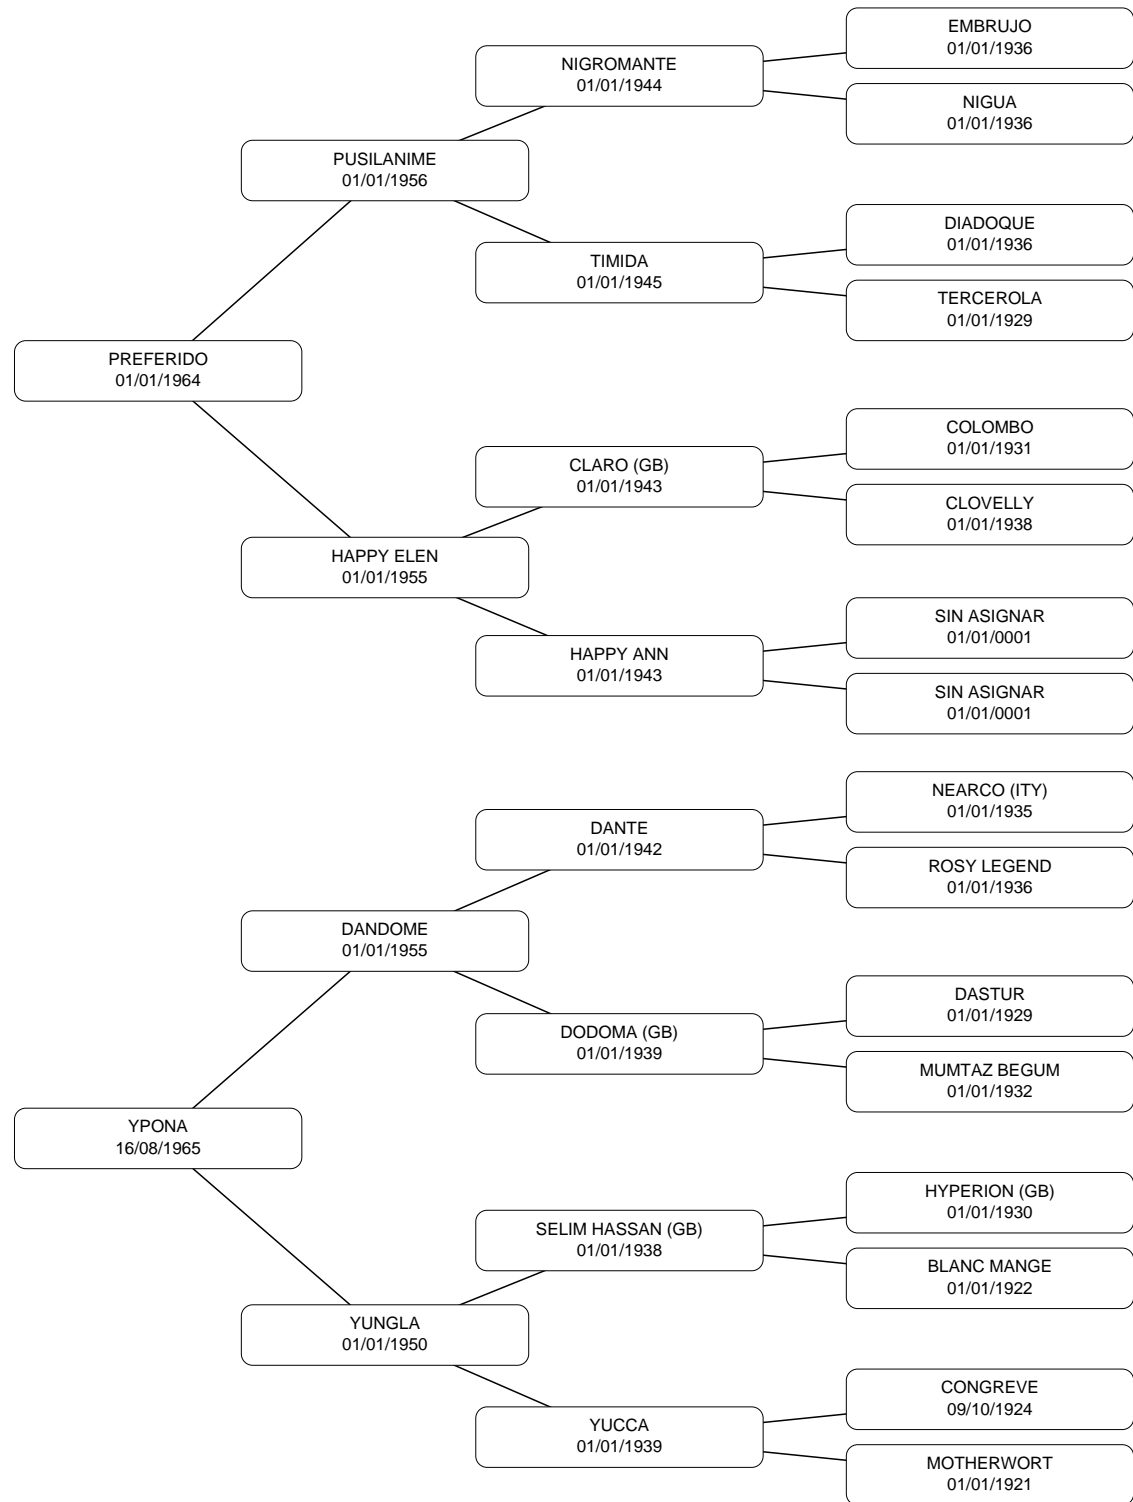 EMBRUJO
01/01/1936
NIGROMANTE
01/01/1944
NIGUA
01/01/1936
PUSILANIME
01/01/1956
DIADOQUE
01/01/1936
TIMIDA
01/01/1945
TERCEROLA
01/01/1929
PREFERIDO
01/01/1964
COLOMBO
01/01/1931
CLARO (GB)
01/01/1943
CLOVELLY
01/01/1938
HAPPY ELEN
01/01/1955
SIN ASIGNAR
01/01/0001
HAPPY ANN
01/01/1943
SIN ASIGNAR
01/01/0001
NEARCO (ITY)
01/01/1935
DANTE
01/01/1942
ROSY LEGEND
01/01/1936
DANDOME
01/01/1955
DASTUR
01/01/1929
DODOMA (GB)
01/01/1939
MUMTAZ BEGUM
01/01/1932
YPONA
16/08/1965
HYPERION (GB)
01/01/1930
SELIM HASSAN (GB)
01/01/1938
BLANC MANGE
01/01/1922
YUNGLA
01/01/1950
CONGREVE
09/10/1924
YUCCA
01/01/1939
MOTHERWORT
01/01/1921